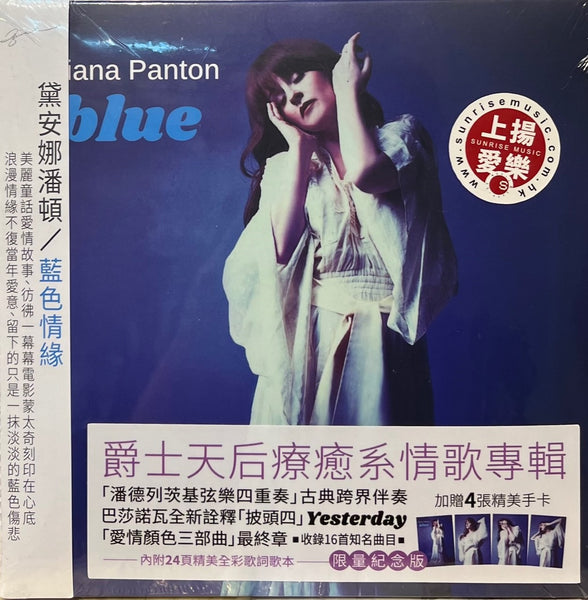 iana Panton
blue
黛安娜潘頓／藍色情緣
美麗童話愛情故事、彷彿一幕幕電影蒙太奇刻印在心底
浪漫情緣不復當年愛意、留下的只是一抹淡淡的藍色傷悲
www.sunrisemusic.com.hk
上揚
SUNRISE MUSIC
愛樂
S
爵士天后療癒系情歌專輯
「潘德列茨基弦樂四重奏」古典跨界伴奏
巴莎諾瓦全新詮釋「披頭四」Yesterday
「愛情顏色三部曲」最終章 ■收錄16首知名曲目■
內附24頁精美全彩歌詞歌本
限量紀念版
加贈4張精美手卡